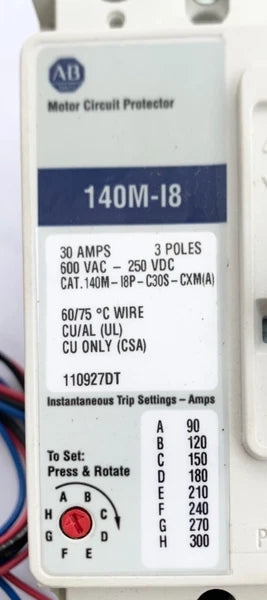 AB
Motor Circuit Protector
140M-I8
30 AMPS 3 POLES
600 VAC – 250 VDC
CAT. 140M-I8P-C30S-CXM(A)
60/75 °C WIRE
CU/AL (UL)
CU ONLY (CSA)
110927DT
Instantaneous Trip Settings – Amps
A 90
B 120
C 150
D 180
E 210
F 240
G 270
H 300
To Set:
Press & Rotate
A B
H C
G D
F E
P